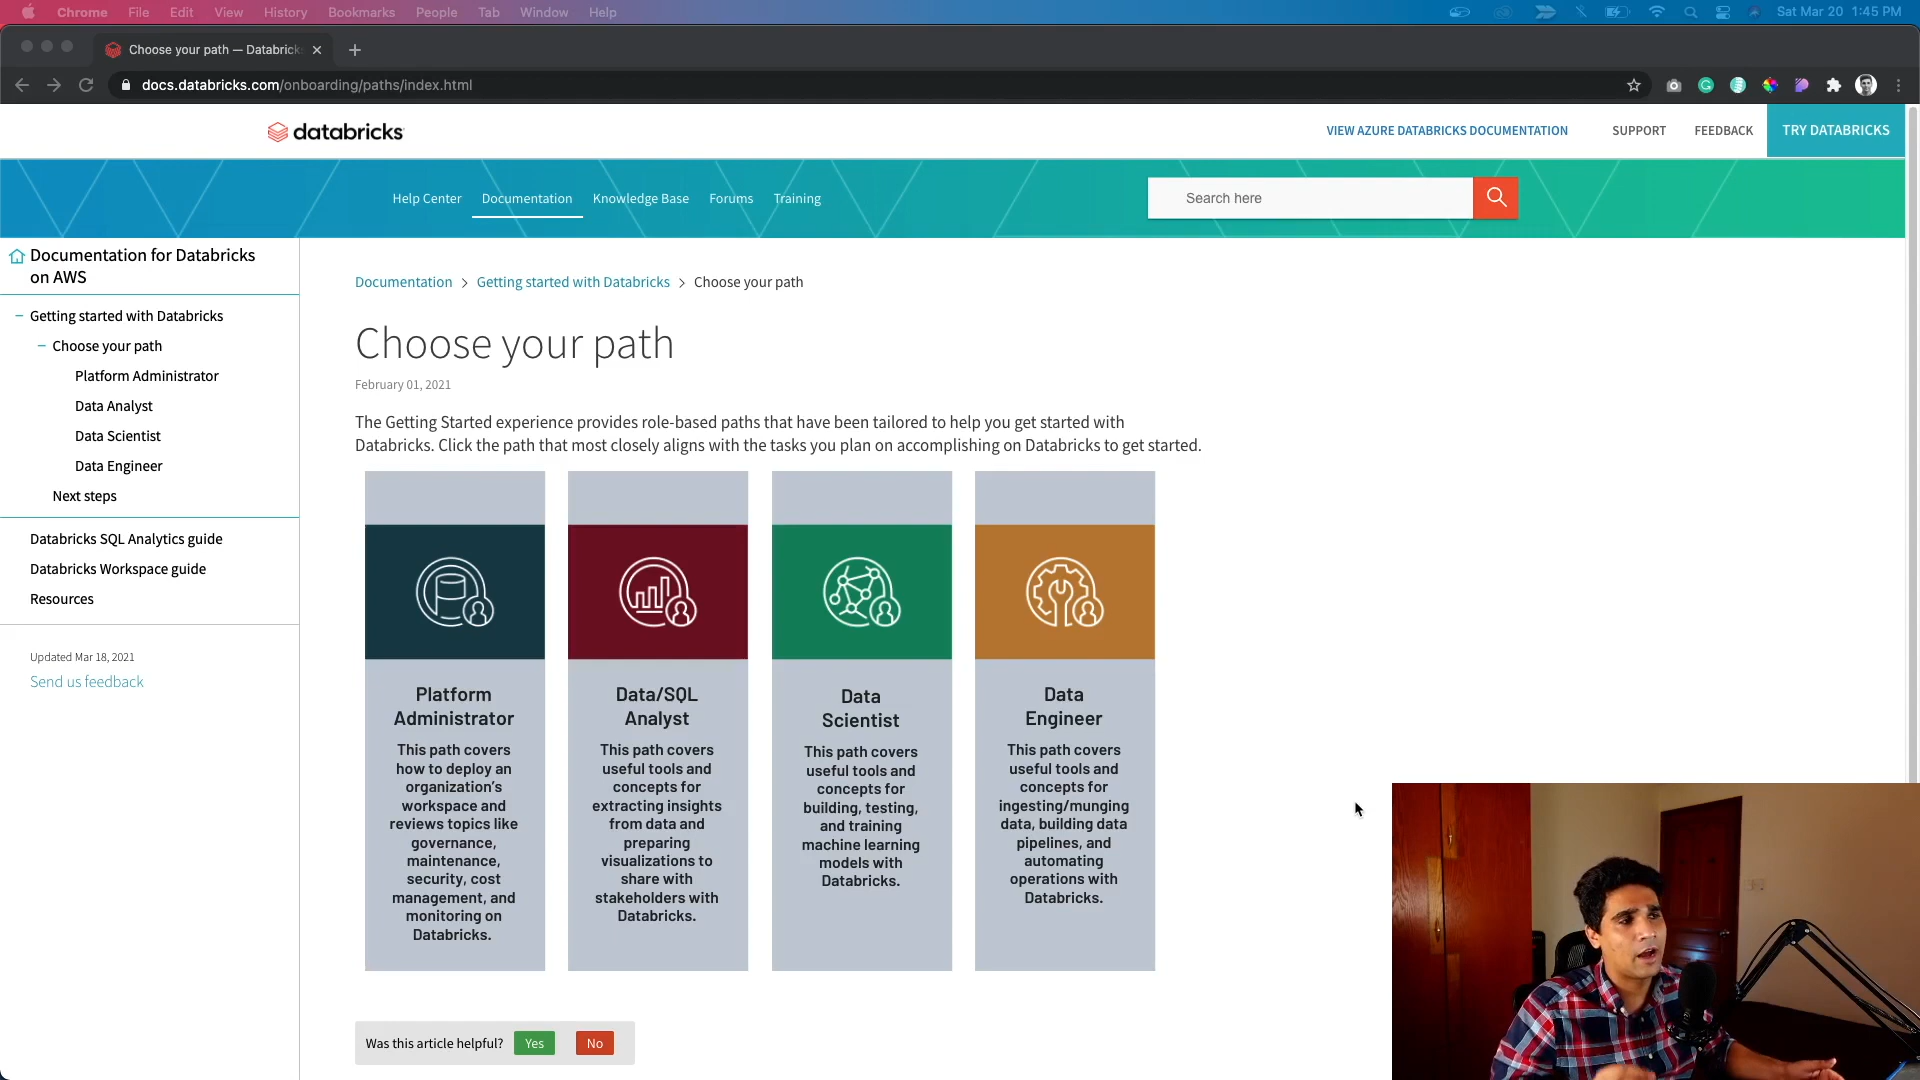 Chrome File Edit View History Bookmarks People Tab Window Help
Sat Mar 20 1:45 PM
Choose your path — Databrick
docs.databricks.com/onboarding/paths/index.html
databricks
VIEW AZURE DATABRICKS DOCUMENTATION
SUPPORT
FEEDBACK
TRY DATABRICKS
Help Center
Documentation
Knowledge Base
Forums
Training
Search here
Documentation for Databricks
on AWS
Getting started with Databricks
Choose your path
Platform Administrator
Data Analyst
Data Scientist
Data Engineer
Next steps
Databricks SQL Analytics guide
Databricks Workspace guide
Resources
Updated Mar 18, 2021
Send us feedback
Documentation > Getting started with Databricks > Choose your path
Choose your path
February 01, 2021
The Getting Started experience provides role-based paths that have been tailored to help you get started with
Databricks. Click the path that most closely aligns with the tasks you plan on accomplishing on Databricks to get started.
Platform
Administrator
This path covers
how to deploy an
organization's
workspace and
reviews topics like
governance,
maintenance,
security, cost
management, and
monitoring on
Databricks.
Data/SQL
Analyst
This path covers
useful tools and
concepts for
extracting insights
from data and
preparing
visualizations to
share with
stakeholders with
Databricks.
Data
Scientist
This path covers
useful tools and
concepts for
building, testing,
and training
machine learning
models with
Databricks.
Data
Engineer
This path covers
useful tools and
concepts for
ingesting/munging
data, building data
pipelines, and
automating
operations with
Databricks.
Was this article helpful? Yes No